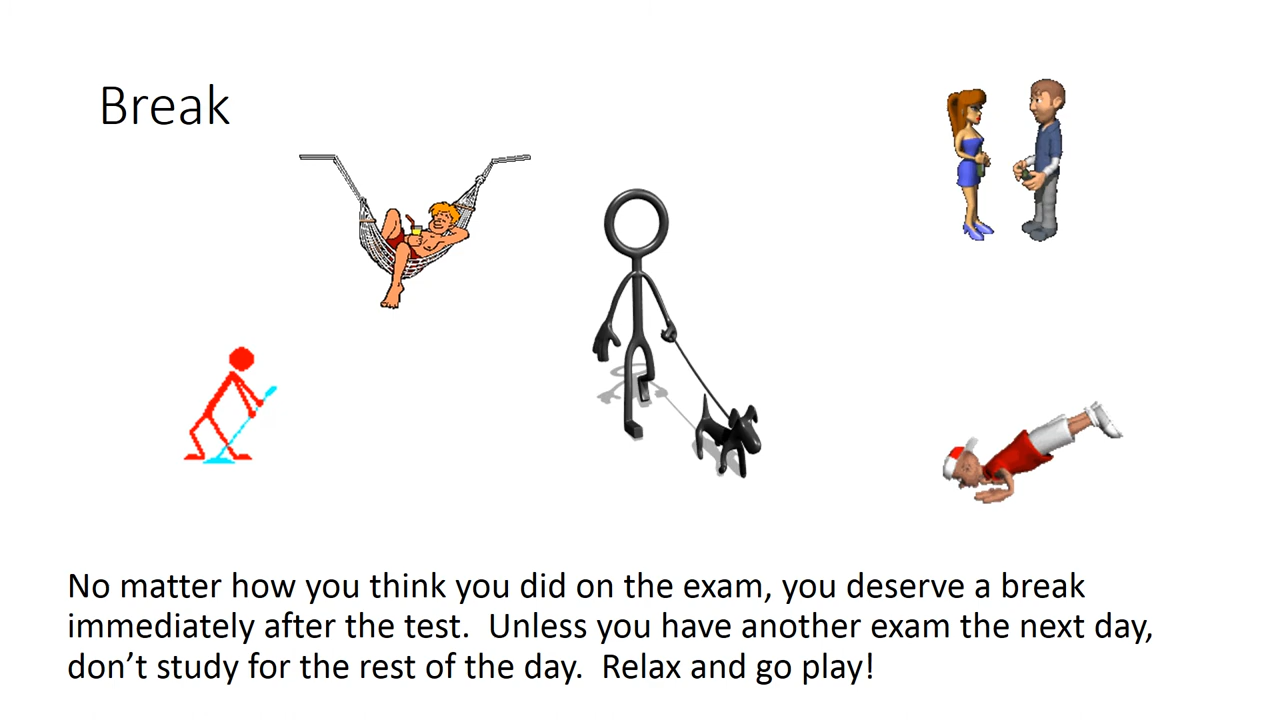 Break
No matter how you think you did on the exam, you deserve a break
immediately after the test.  Unless you have another exam the next day,
don’t study for the rest of the day.  Relax and go play!